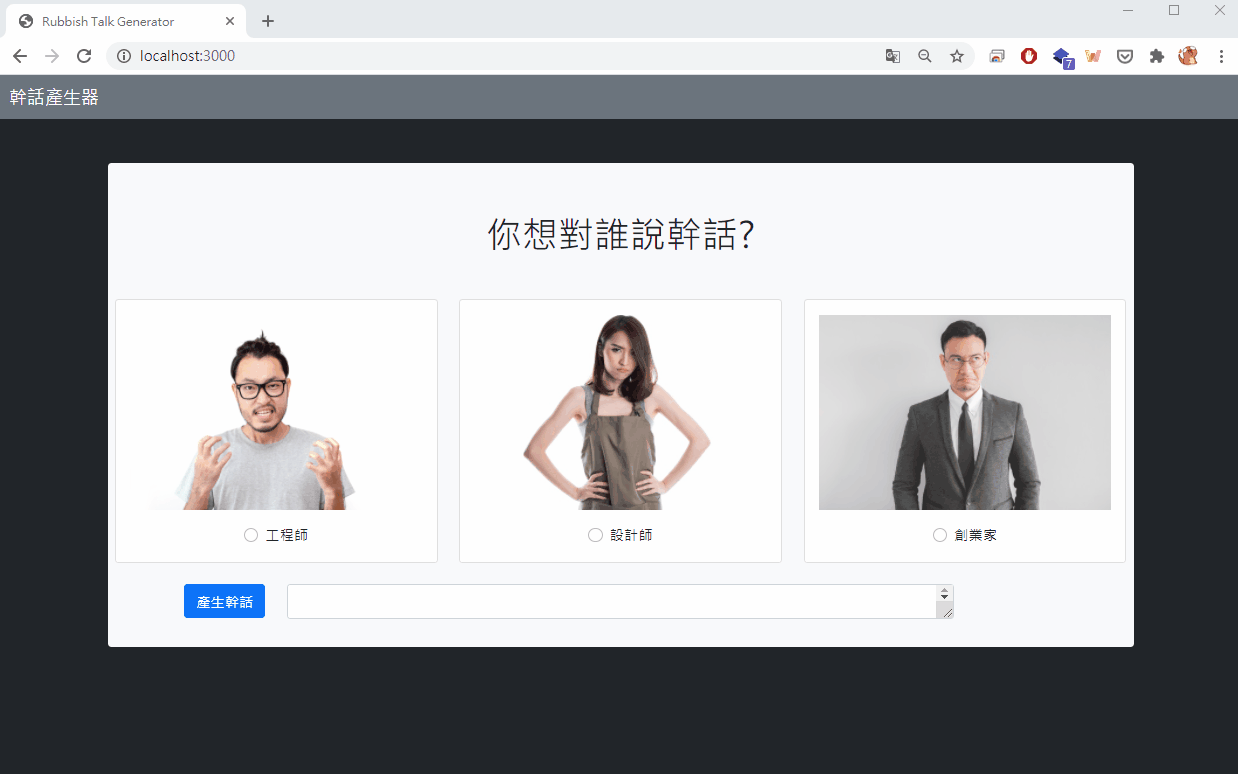 Rubbish Talk Generator
localhost:3000
7
幹話產生器
你想對誰說幹話?
工程師
設計師
創業家
產生幹話